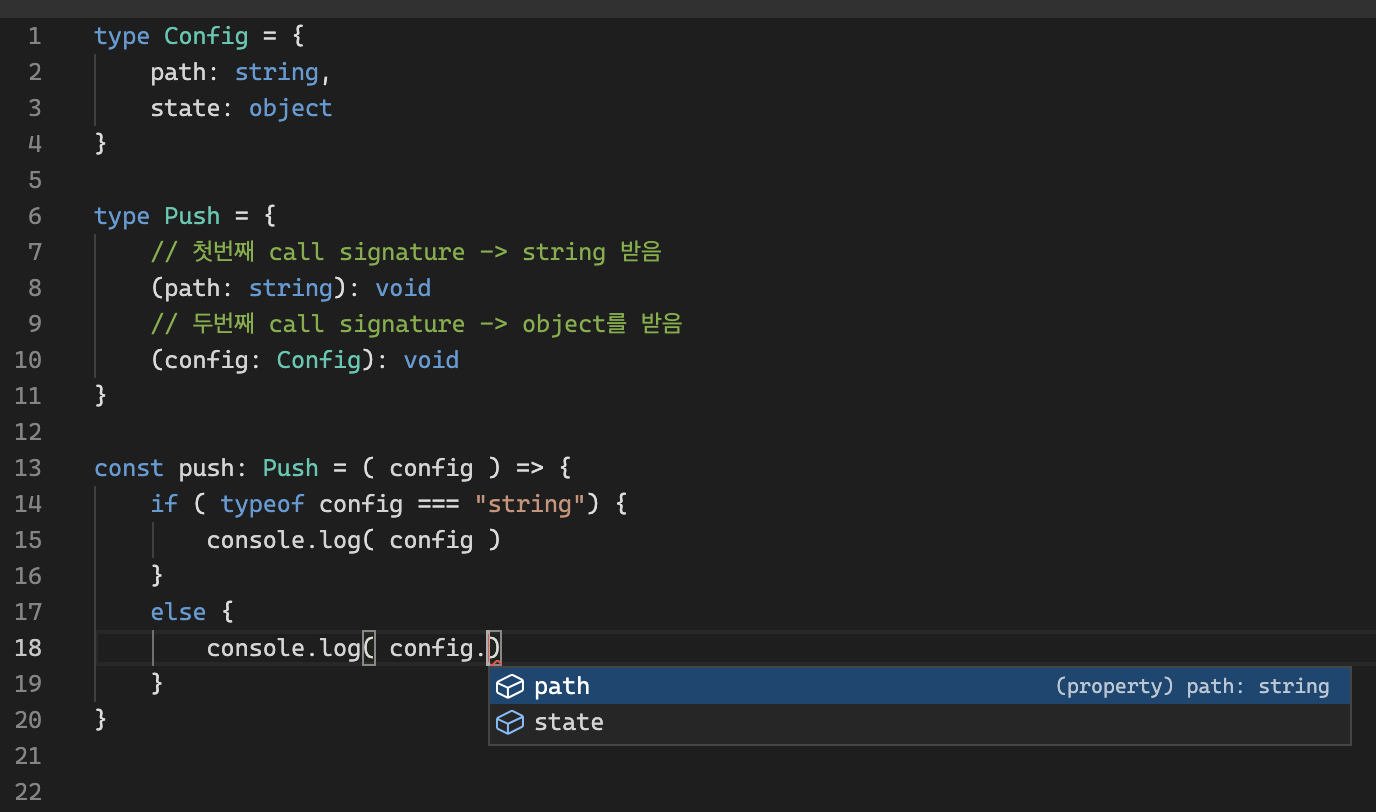 1 type Config = {
2 path: string,
3 state: object
4 }
5
6 type Push = {
7 // 첫번째 call signature -> string 받음
8 (path: string): void
9 // 두번째 call signature -> object를 받음
10 (config: Config): void
11 }
12
13 const push: Push = ( config ) => {
14 if ( typeof config === "string") {
15 console.log( config )
16 }
17 else {
18 console.log( config.)
19 }
path (property) path: string
20 }
state
21
22